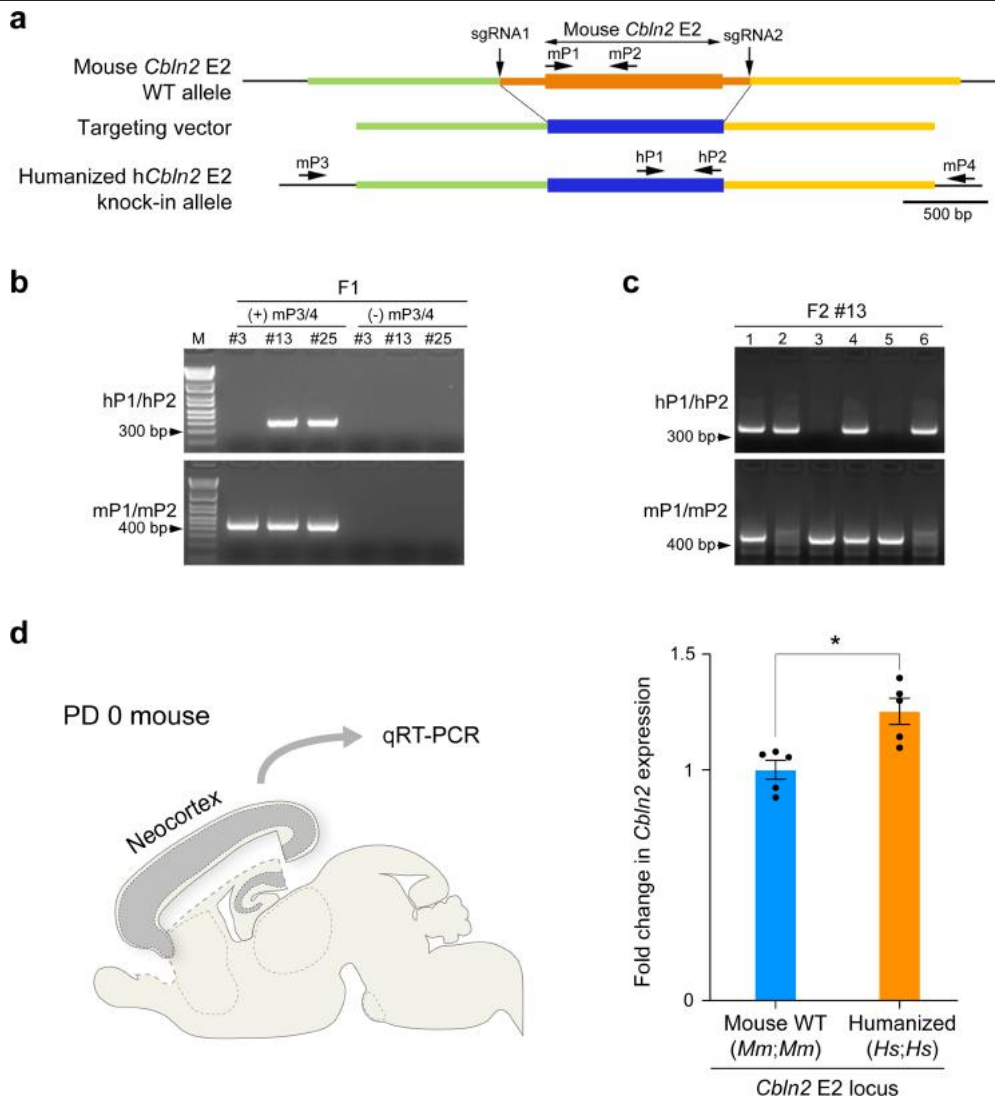 a
sgRNA1
Mouse Cbln2 E2
sgRNA2
mP1
mP2
Mouse Cbln2 E2
WT allele
Targeting vector
mP3
hP1
hP2
mP4
Humanized hCbln2 E2
knock-in allele
500 bp
b
F1
(+) mP3/4
(-) mP3/4
M
#3
#13
#25
#3
#13
#25
hP1/hP2
300 bp
mP1/mP2
400 bp
c
F2 #13
1
2
3
4
5
6
hP1/hP2
300 bp
mP1/mP2
400 bp
d
PD 0 mouse
qRT-PCR
Neocortex
Fold change in Cbln2 expression
1.5
1
0
*
Mouse WT
(Mm;Mm)
Humanized
(Hs;Hs)
Cbln2 E2 locus